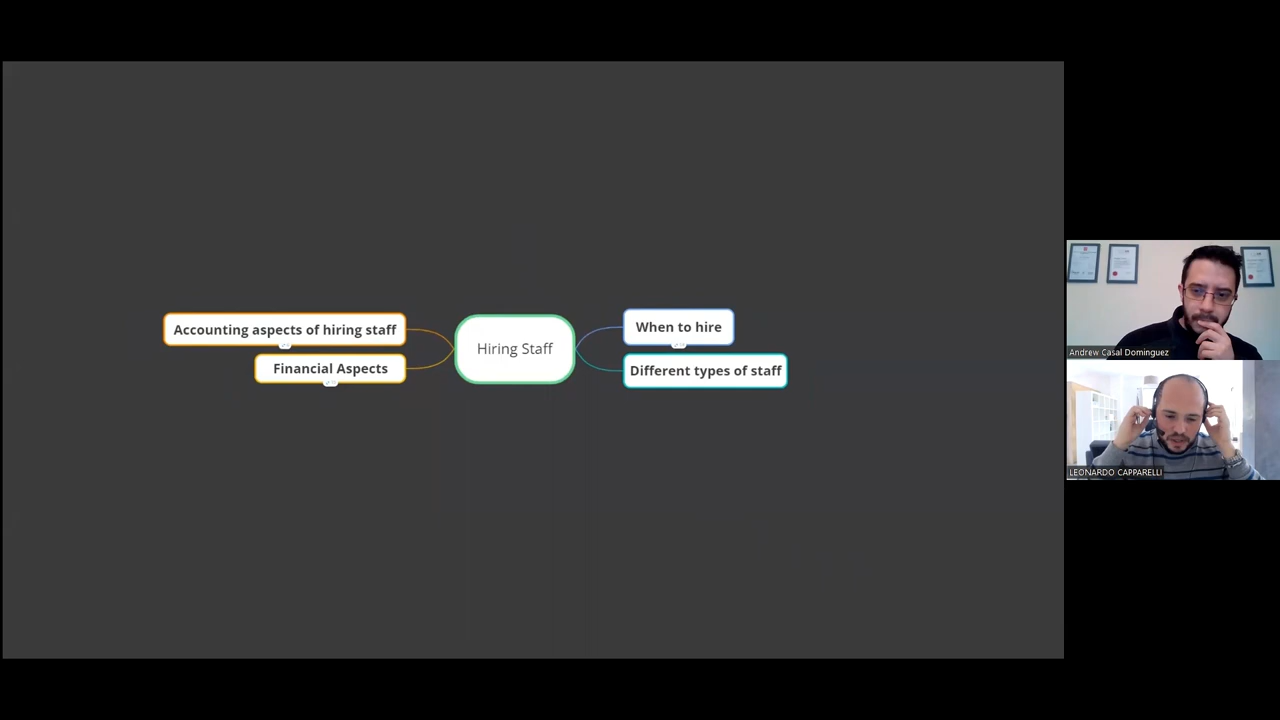 Accounting aspects of hiring staff
Financial Aspects
Hiring Staff
When to hire
Different types of staff
Andrew Casal Dominguez
LEONARDO CAPPARELLI